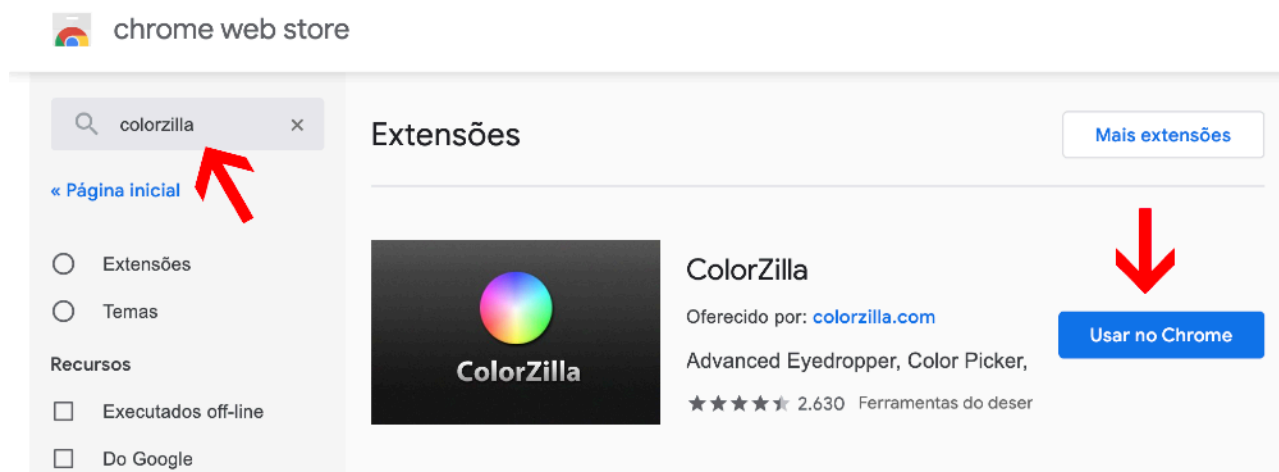 chrome web store
colorzilla
« Página inicial
Extensões
Temas
Recursos
Executados off-line
Do Google
Extensões
Mais extensões
ColorZilla
ColorZilla
Oferecido por: colorzilla.com
Advanced Eyedropper, Color Picker,
2.630 Ferramentas do deser
Usar no Chrome